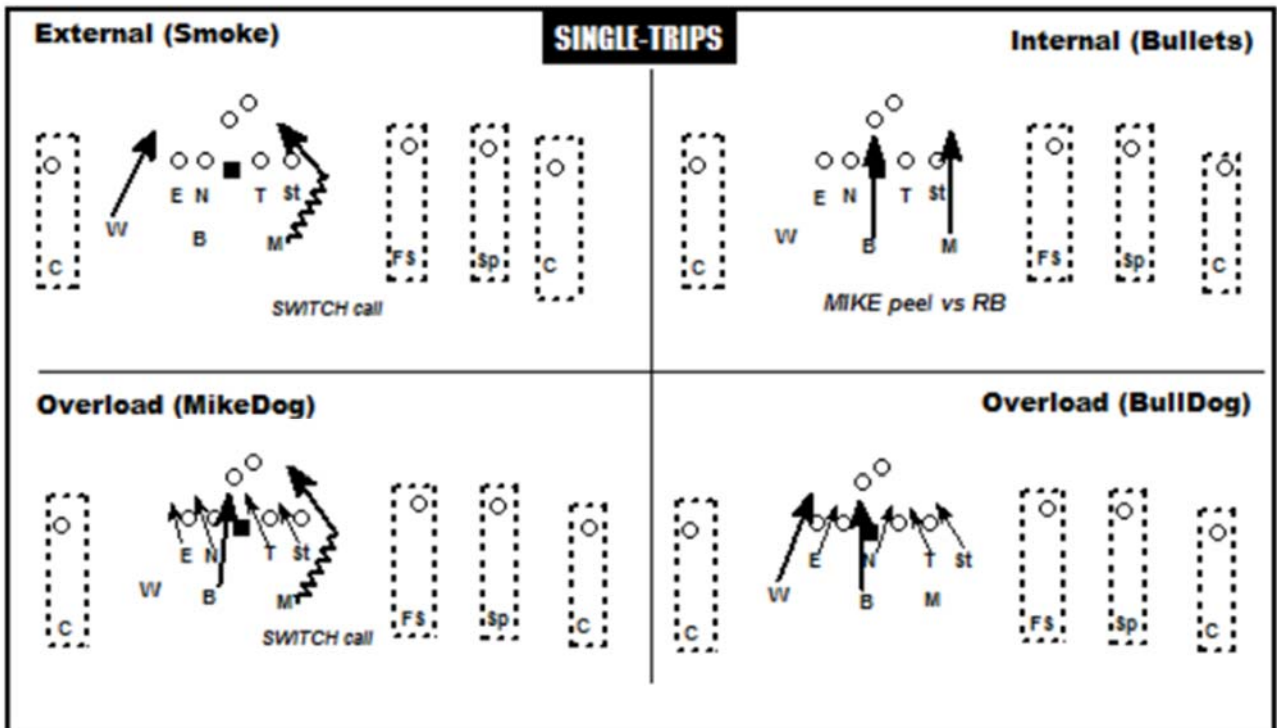 SINGLE-TRIPS
External (Smoke)
E N T $t
W B M
C F$ $p C
SWITCH call
Internal (Bullets)
E N T $t
W B M
C F$ $p C
MIKE peel vs RB
Overload (MikeDog)
E N T $t
W B M
C F$ $p C
SWITCH call
Overload (BullDog)
E N T $t
W B M
C F$ $p C